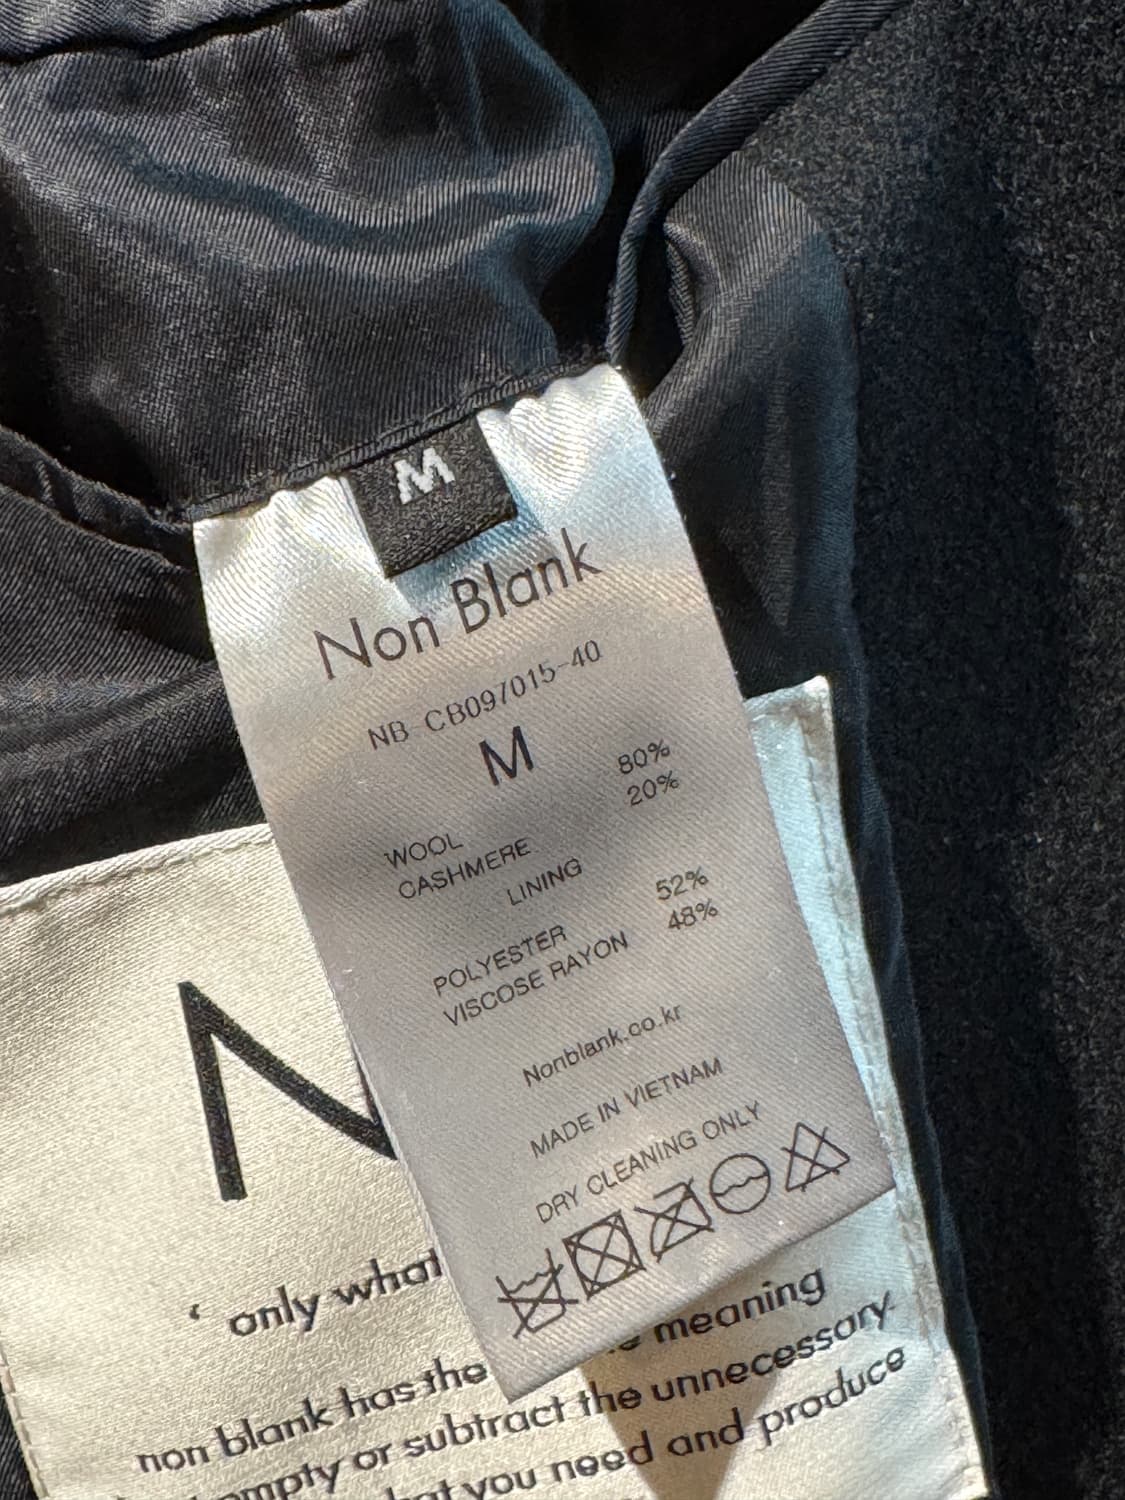 M
Non Blank
NB-CB097015-40
M
WOOL 80%
CASHMERE 20%
LINING
POLYESTER 52%
VISCOSE RAYON 48%
Nonblank.co.kr
MADE IN VIETNAM
DRY CLEANING ONLY
N
‘ only what
non blank has the meaning
empty or subtract the unnecessary
you need and produce